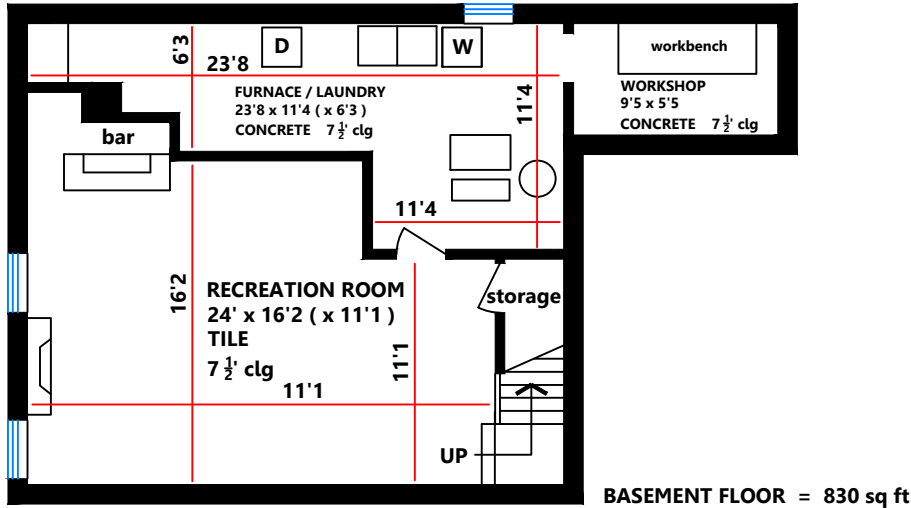 6'3
D
W
workbench
23'8
FURNACE / LAUNDRY
23'8 x 11'4 ( x 6'3 )
CONCRETE 7 ½' clg
11'4
WORKSHOP
9'5 x 5'5
CONCRETE 7 ½' clg
bar
11'4
16'2
RECREATION ROOM
24' x 16'2 ( x 11'1 )
TILE
7 ½' clg
storage
11'1
11'1
UP
BASEMENT FLOOR = 830 sq ft